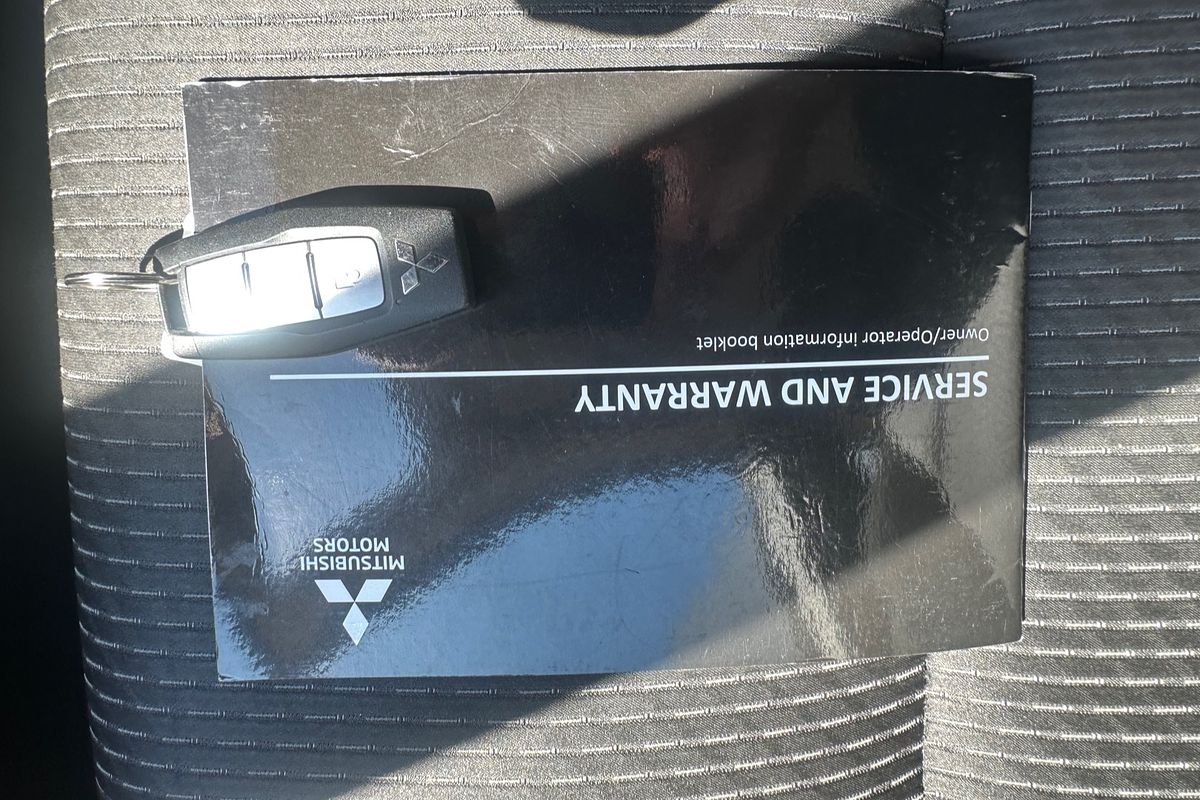 SERVICE AND WARRANTY
Owner/Operator information booklet
MITSUBISHI
MOTORS